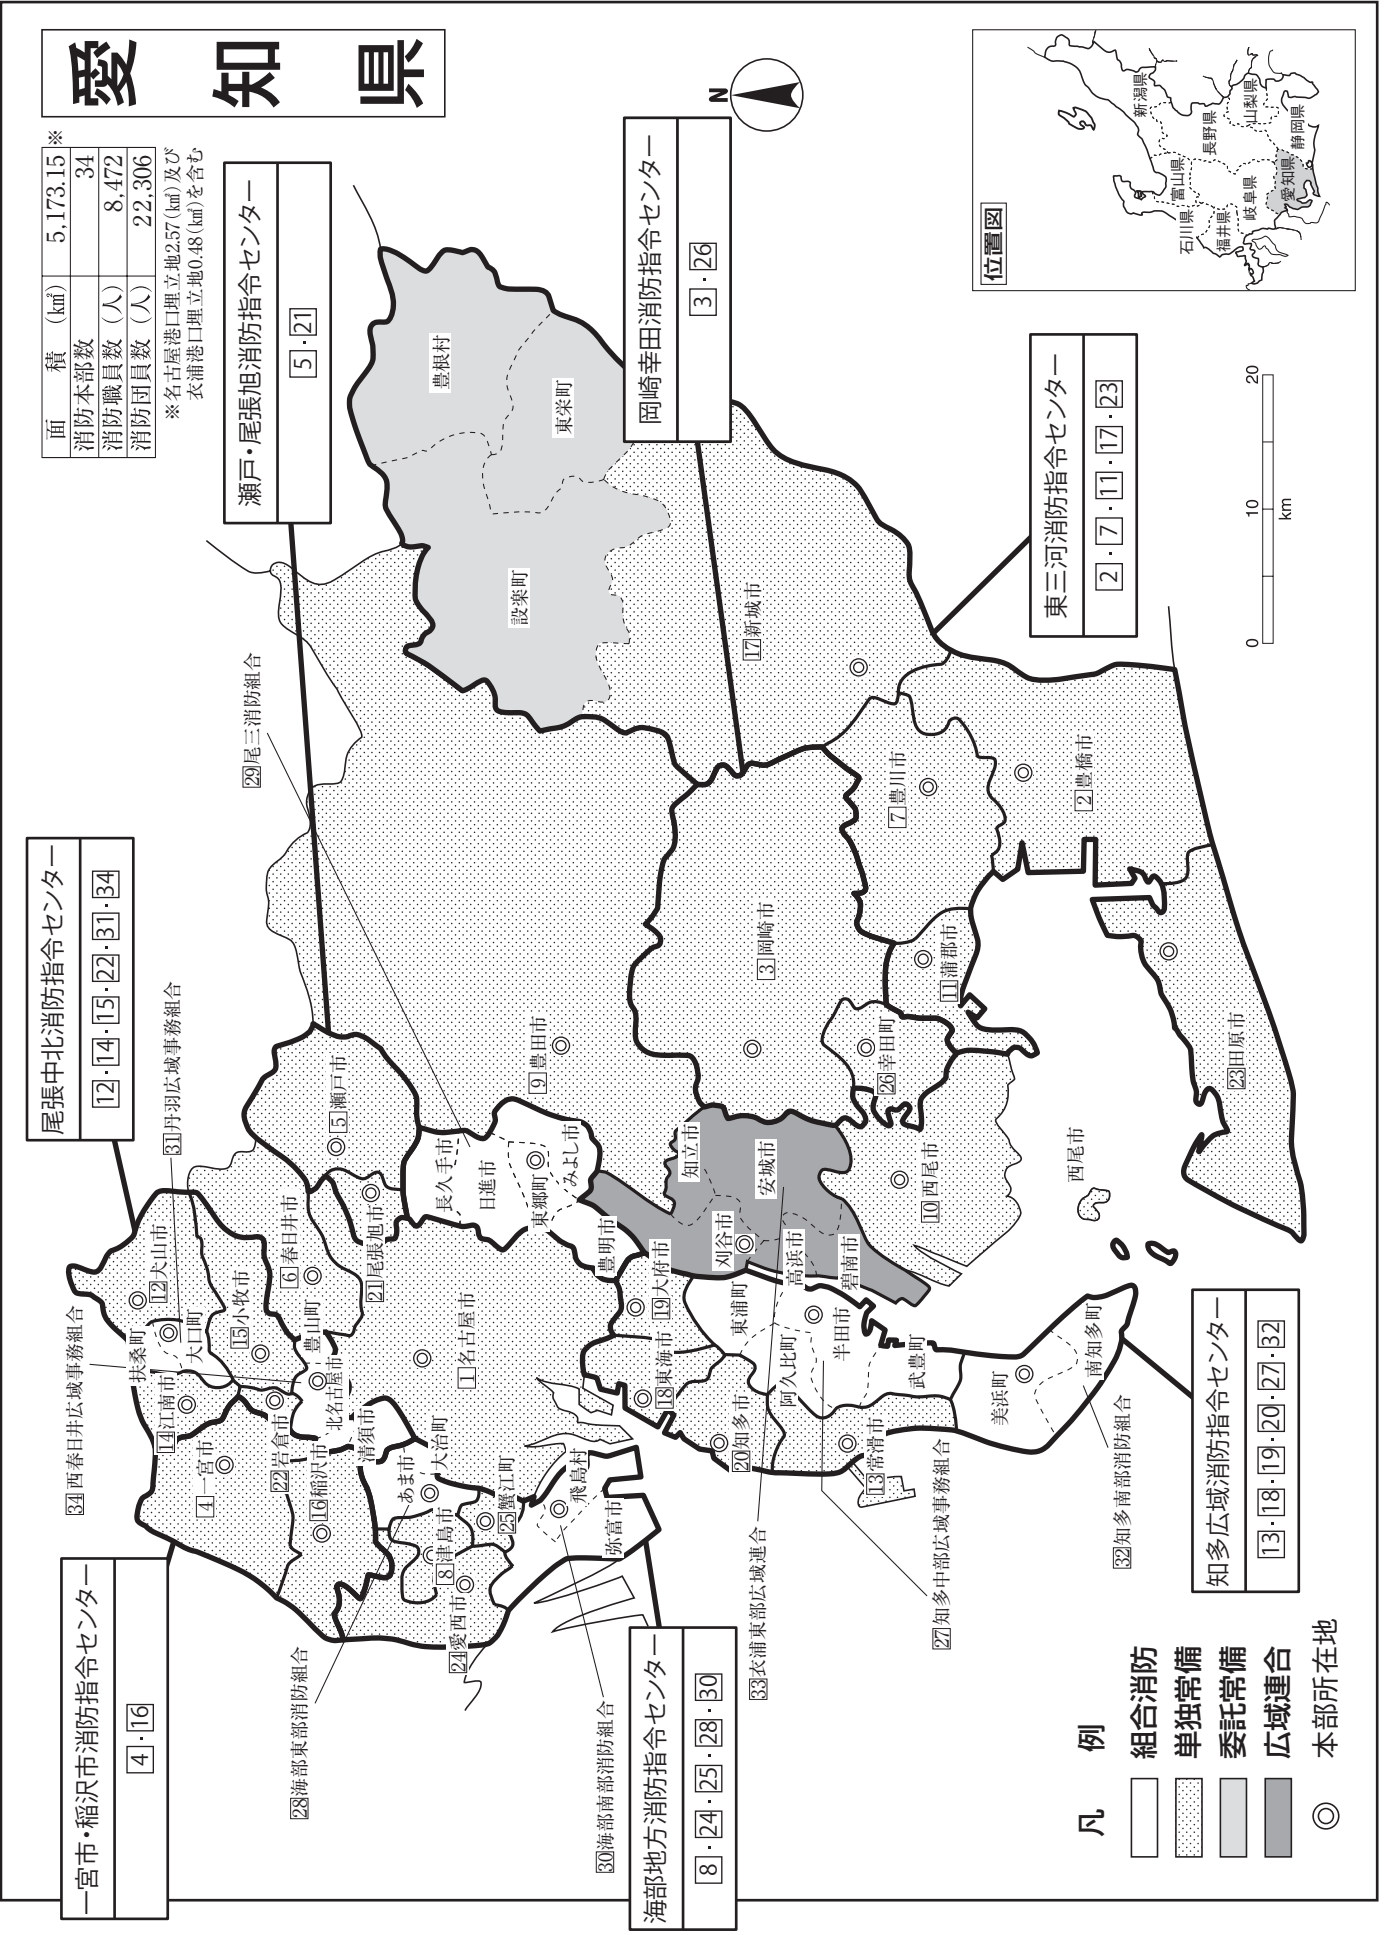 愛知県
面　積（㎢） 5,173.15 ※
消防本部数 34
消防職員数（人） 8,472
消防団員数（人） 22,306
※名古屋港口埋立地2.57(㎢)及び
衣浦港口埋立地0.48(㎢)を含む
一宮市・稲沢市消防指令センター
4・16
尾張中北消防指令センター
12・14・15・22・31・34
瀬戸・尾張旭消防指令センター
5・21
岡崎幸田消防指令センター
3・26
東三河消防指令センター
2・7・11・17・23
知多広域消防指令センター
13・18・19・20・27・32
海部地方消防指令センター
8・24・25・28・30
N
位置図
新潟県
富山県
石川県
福井県
長野県
岐阜県
山梨県
静岡県
愛知県
34西春日井広域事務組合
31丹羽広域事務組合
29尾三消防組合
28海部東部消防組合
30海部南部消防組合
33衣浦東部広域連合
27知多中部広域事務組合
32知多南部消防組合
豊根村
東栄町
設楽町
17新城市
12犬山市
扶桑町
大口町
14江南市
15小牧市
6春日井市
5瀬戸市
21尾張旭市
豊山町
北名古屋市
清須市
4一宮市
22岩倉市
16稲沢市
あま市
大治町
8津島市
24愛西市
25蟹江町
飛島村
弥富市
1名古屋市
長久手市
日進市
東郷町
みよし市
豊明市
9豊田市
3岡崎市
7豊川市
2豊橋市
11蒲郡市
26幸田町
23田原市
知立市
安城市
刈谷市
高浜市
碧南市
10西尾市
西尾市
19大府市
18東海市
20知多市
東浦町
阿久比町
半田市
武豊町
13常滑市
美浜町
南知多町
0 10 20
km
凡　例
組合消防
単独常備
委託常備
広域連合
本部所在地